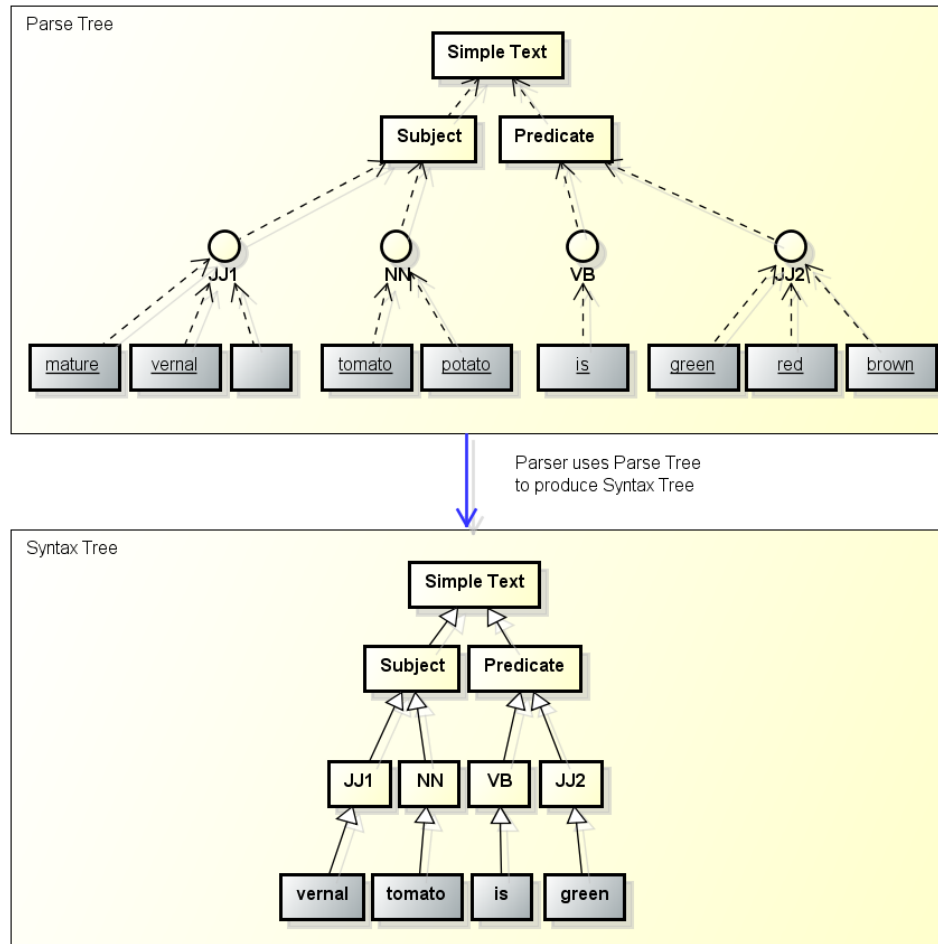 Parse Tree
Simple Text
Subject Predicate
JJ1 NN VB JJ2
mature vernal tomato potato is green red brown
Parser uses Parse Tree
to produce Syntax Tree
Syntax Tree
Simple Text
Subject Predicate
JJ1 NN VB JJ2
vernal tomato is green